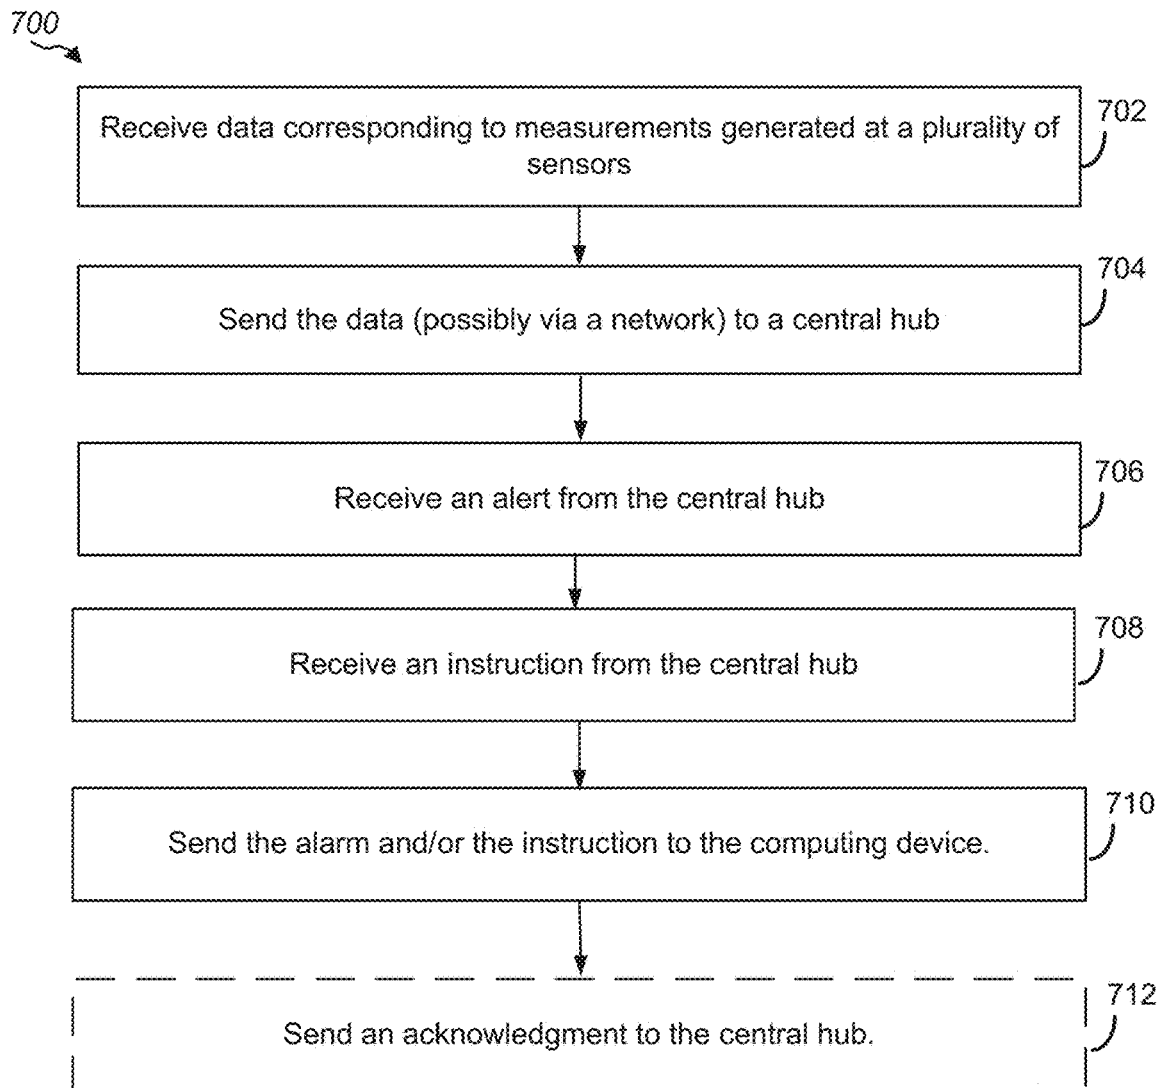 700
Receive data corresponding to measurements generated at a plurality of
sensors
702
Send the data (possibly via a network) to a central hub
704
Receive an alert from the central hub
706
Receive an instruction from the central hub
708
Send the alarm and/or the instruction to the computing device.
710
Send an acknowledgment to the central hub.
712